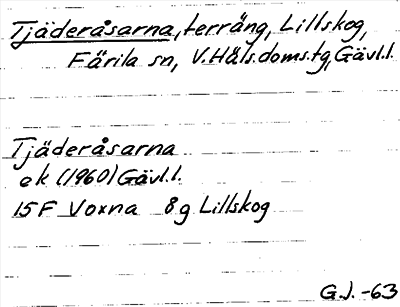 Tjäderåsarna, terräng, Lillskog,
Färila sn, V. Häls. doms.tg, Gävl.l.
Tjäderåsarna
ek (1960) Gävl.l.
15F Voxna 8g Lillskog
G.J. -63